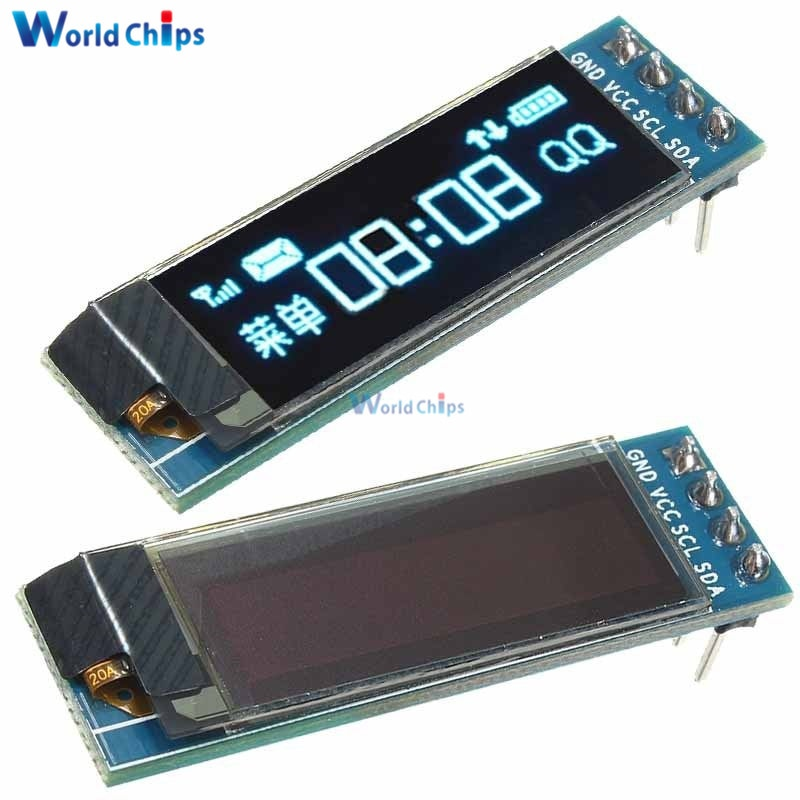 World Chips
GND VCC SCL SDA
QQ
08:08
菜单
20A
World Chips
GND VCC SCL SDA
20A